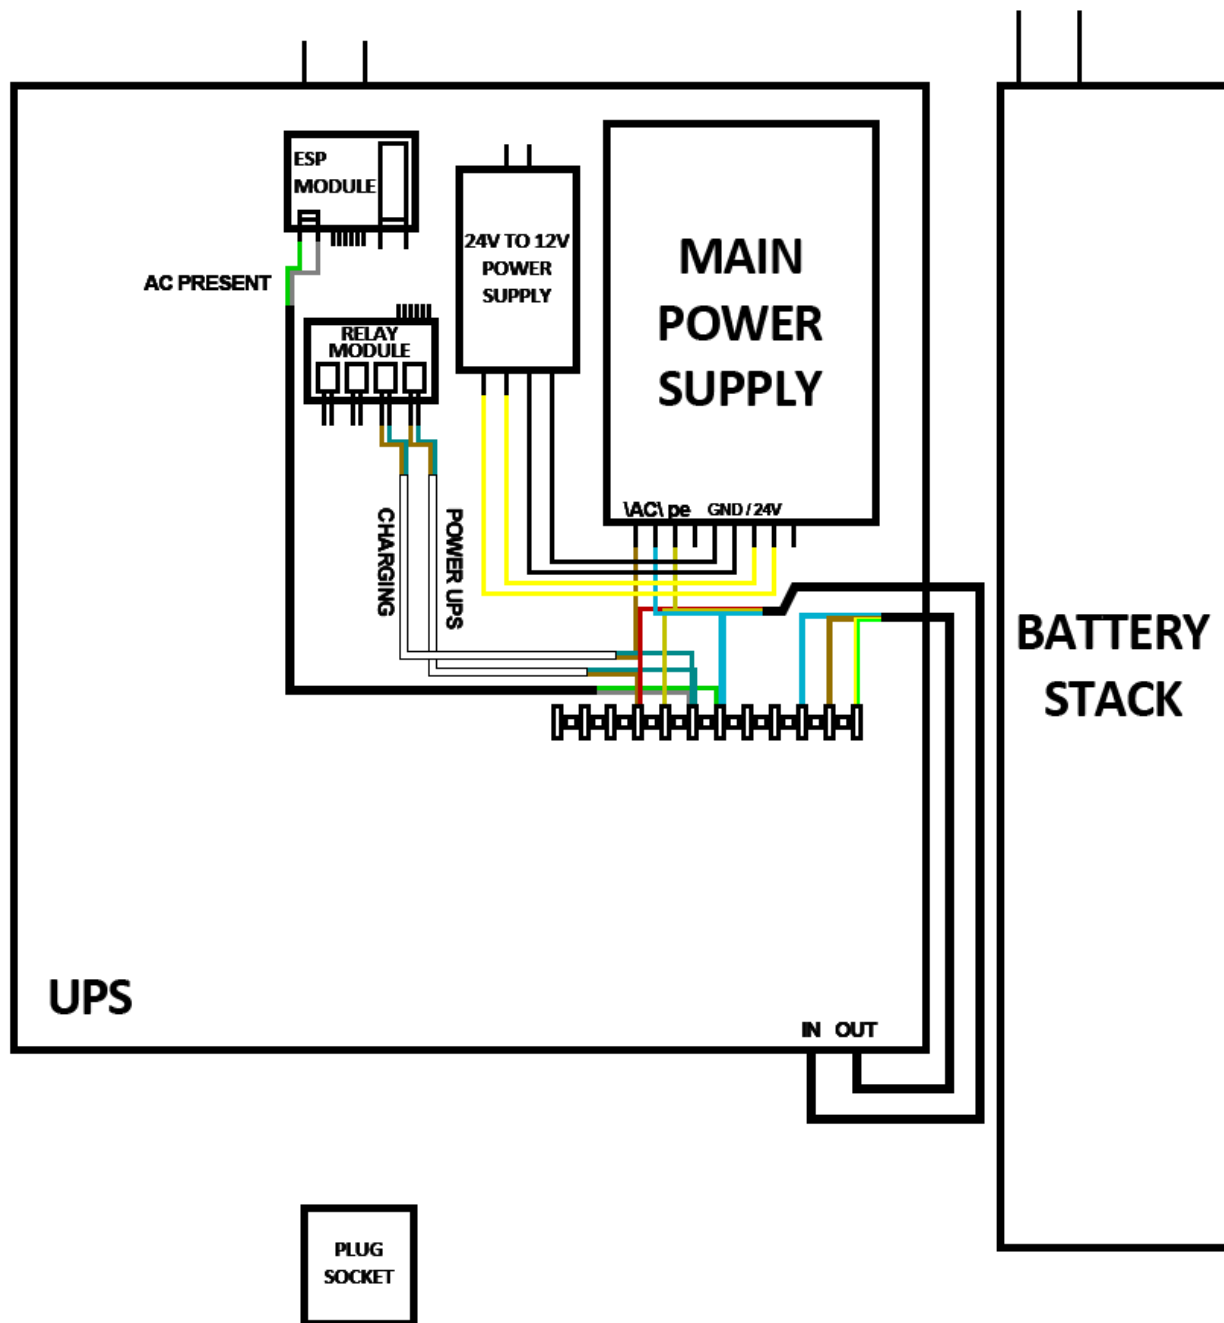 ESP
MODULE
24V TO 12V
POWER
SUPPLY
MAIN
POWER
SUPPLY
AC PRESENT
RELAY
MODULE
\AC\ pe GND / 24V
CHARGING
POWER UPS
BATTERY
STACK
UPS
IN OUT
PLUG
SOCKET